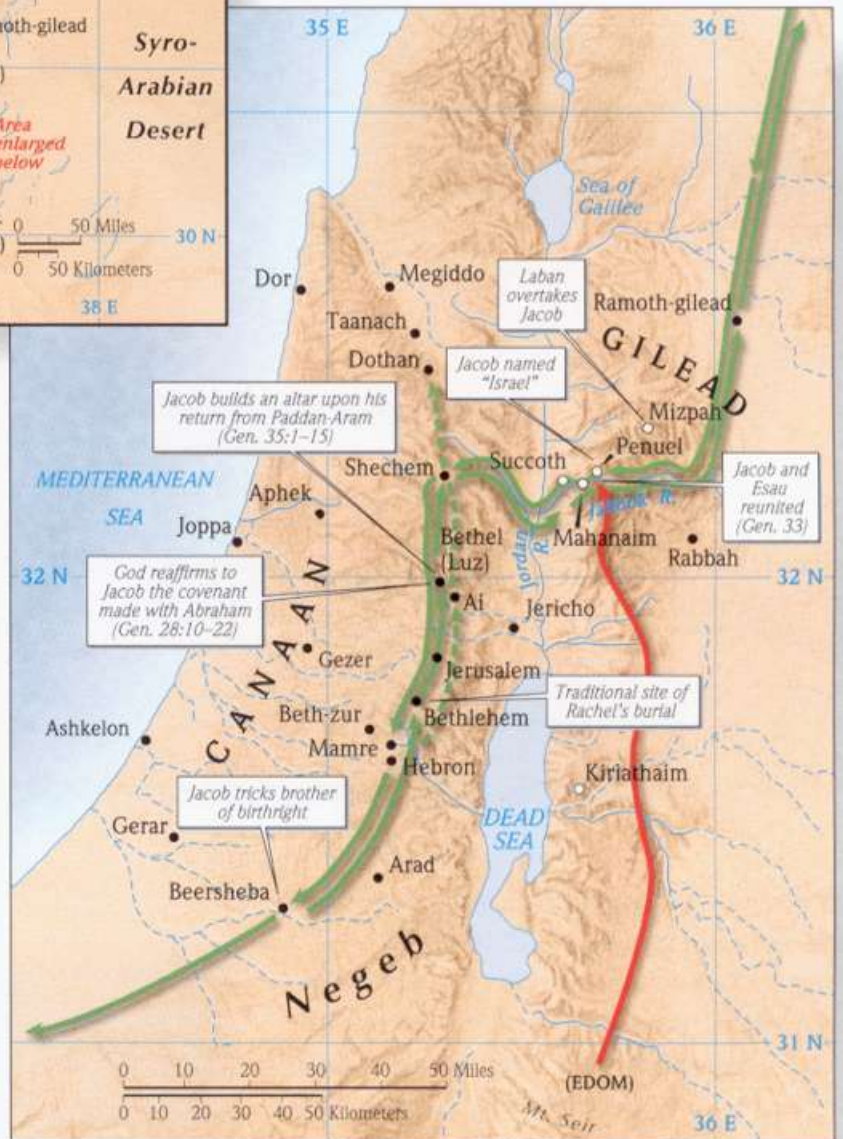 moth-gilead
Syro-
Arabian
Desert
Area
enlarged
below
0 50 Miles
0 50 Kilometers
30 N
38 E
35 E
36 E
Sea of
Galilee
Dor
Megiddo
Laban
overtakes
Jacob
Ramoth-gilead
Taanach
GILEAD
Dothan
Jacob named
"Israel"
Jacob builds an altar upon his
return from Paddan-Aram
(Gen. 35:1–15)
Mizpah
Penuel
Shechem
Succoth
Jacob and
Esau
reunited
(Gen. 33)
MEDITERRANEAN
SEA
Aphek
Jabbok R.
Joppa
Mahanaim
Rabbah
Bethel
(Luz)
Jordan
R.
32 N
32 N
God reaffirms to
Jacob the covenant
made with Abraham
(Gen. 28:10–22)
Ai
Jericho
CANAAN
Gezer
Jerusalem
Traditional site of
Rachel's burial
Beth-zur
Bethlehem
Ashkelon
Mamre
Hebron
Kiriathaim
Jacob tricks brother
of birthright
Gerar
DEAD
SEA
Arad
Beersheba
Negeb
31 N
0 10 20 30 40 50 Miles
0 10 20 30 40 50 Kilometers
(EDOM)
Mt. Seir
36 E